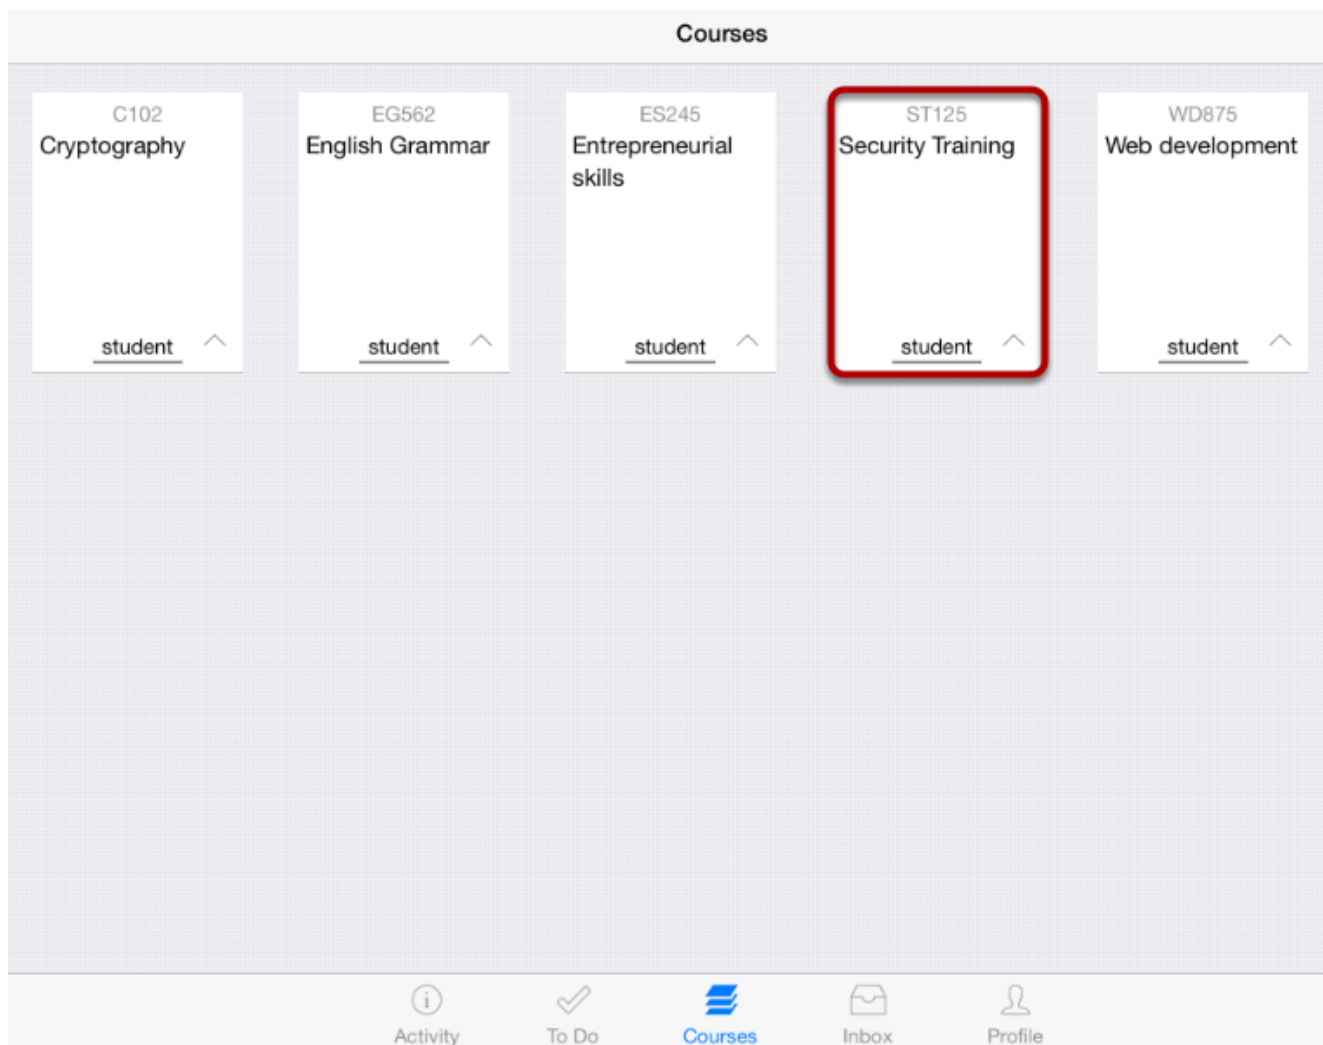 Courses
C102
Cryptography
student
EG562
English Grammar
student
ES245
Entrepreneurial
skills
student
ST125
Security Training
student
WD875
Web development
student
Activity
To Do
Courses
Inbox
Profile